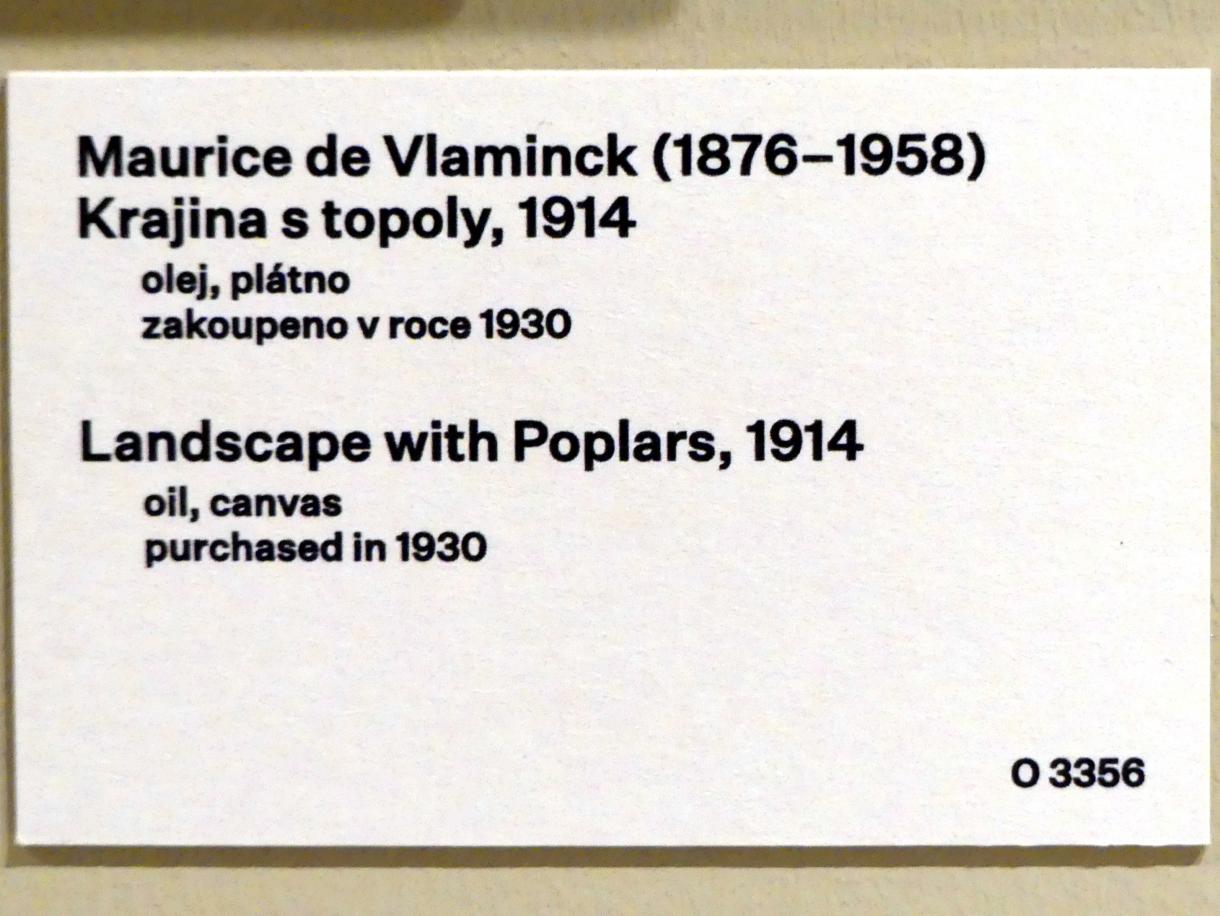 Maurice de Vlaminck (1876–1958)
Krajina s topoly, 1914
olej, plátno
zakoupeno v roce 1930
Landscape with Poplars, 1914
oil, canvas
purchased in 1930
O 3356